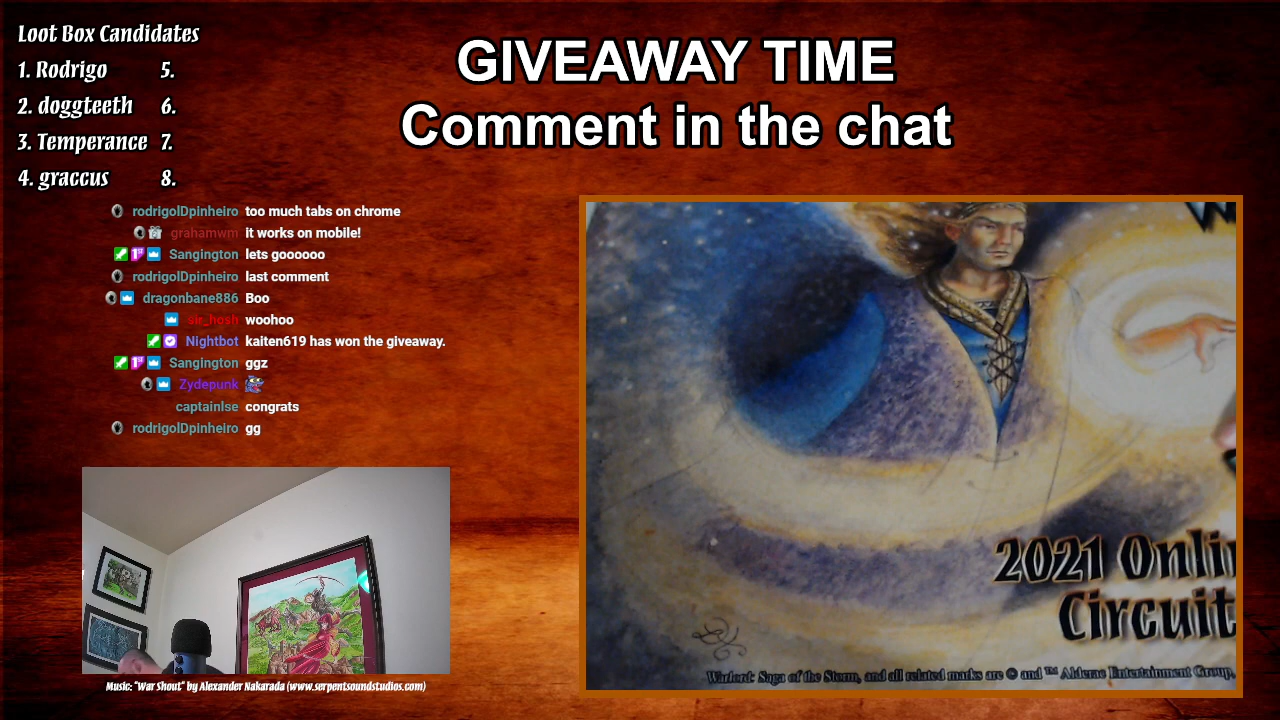 Loot Box Candidates
1. Rodrigo 5.
2. doggteeth 6.
3. Temperance 7.
4. graccus 8.
GIVEAWAY TIME
Comment in the chat
rodrigolDpinheiro too much tabs on chrome
grahamwm it works on mobile!
Sangington lets goooooo
rodrigolDpinheiro last comment
dragonbane886 Boo
sir_hosh woohoo
Nightbot kaiten619 has won the giveaway.
Sangington ggz
Zydepunk
captainlse congrats
rodrigolDpinheiro gg
2021 Onlin
Circuit
Warlord: Saga of the Storm, and all related marks are © and ™ Alderac Entertainment Group,
Music: "War Shout" by Alexander Nakarada (www.serpentsoundstudios.com)